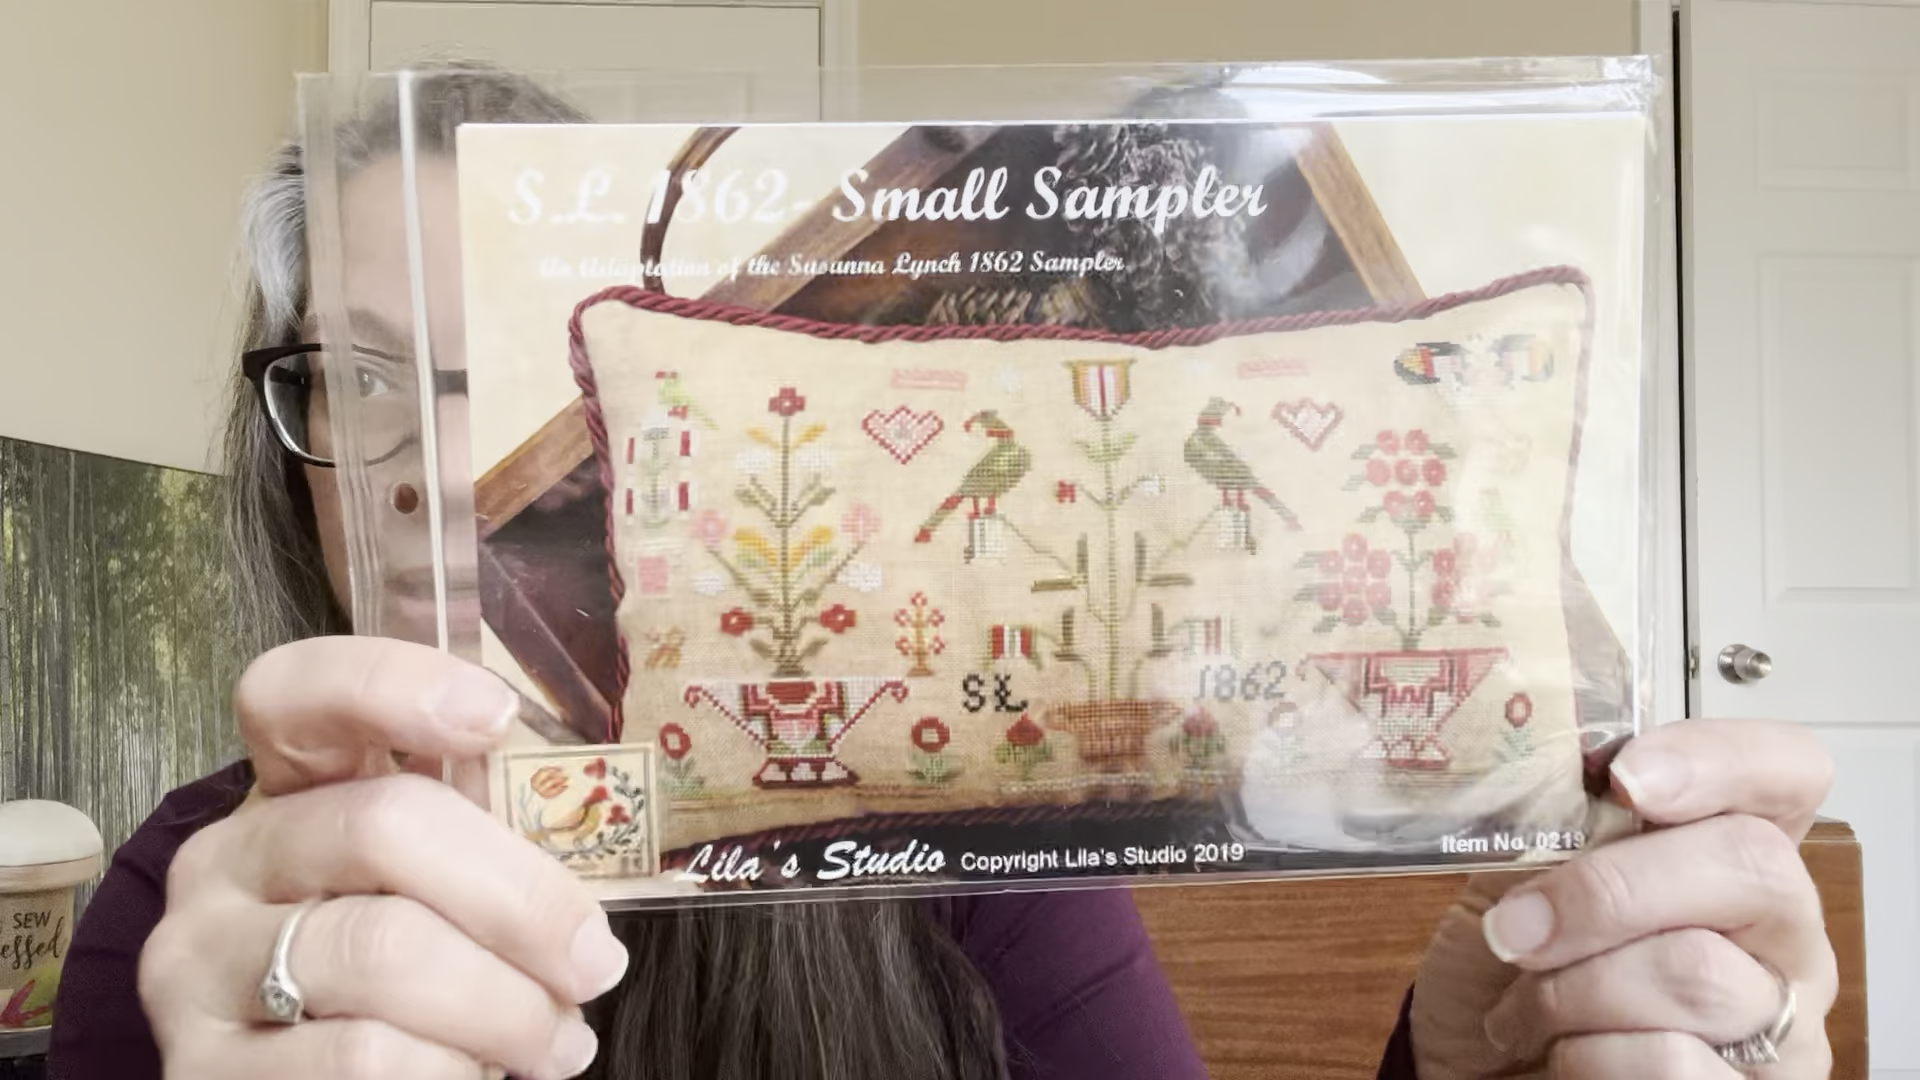 S.L. 1862- Small Sampler
An Adaptation of the Susanna Lynch 1862 Sampler
SL
1862
Lila's Studio Copyright Lila's Studio 2019
Item No. 0219
SEW